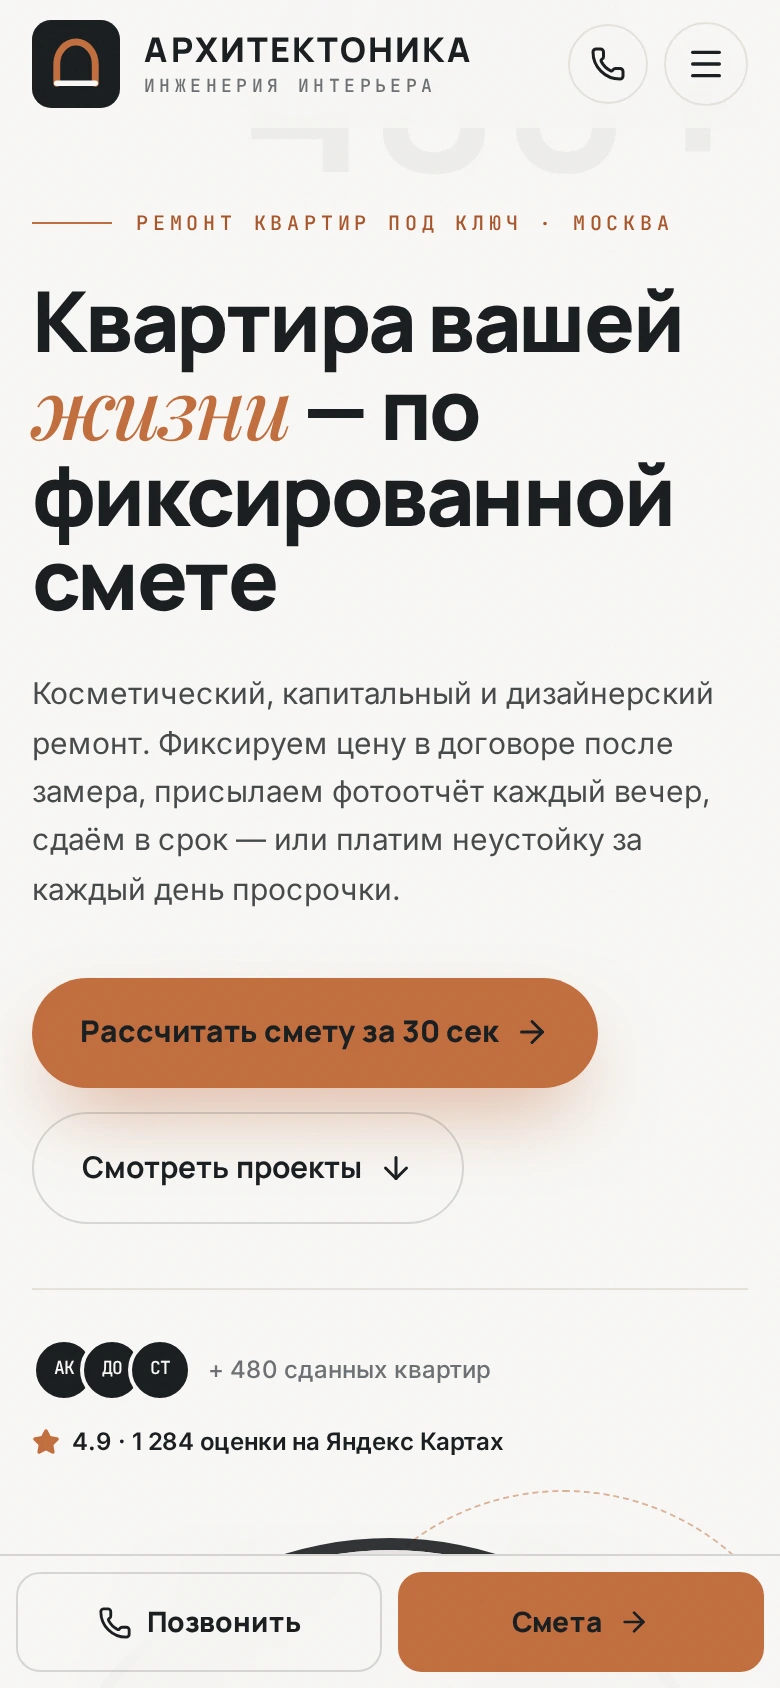 АРХИТЕКТОНИКА
ИНЖЕНЕРИЯ ИНТЕРЬЕРА
РЕМОНТ КВАРТИР ПОД КЛЮЧ · МОСКВА
Квартира вашей
жизни — по
фиксированной
смете
Косметический, капитальный и дизайнерский
ремонт. Фиксируем цену в договоре после
замера, присылаем фотоотчёт каждый вечер,
сдаём в срок — или платим неустойку за
каждый день просрочки.
Рассчитать смету за 30 сек →
Смотреть проекты ↓
АК ДО СТ + 480 сданных квартир
4.9 · 1 284 оценки на Яндекс Картах
Позвонить
Смета →